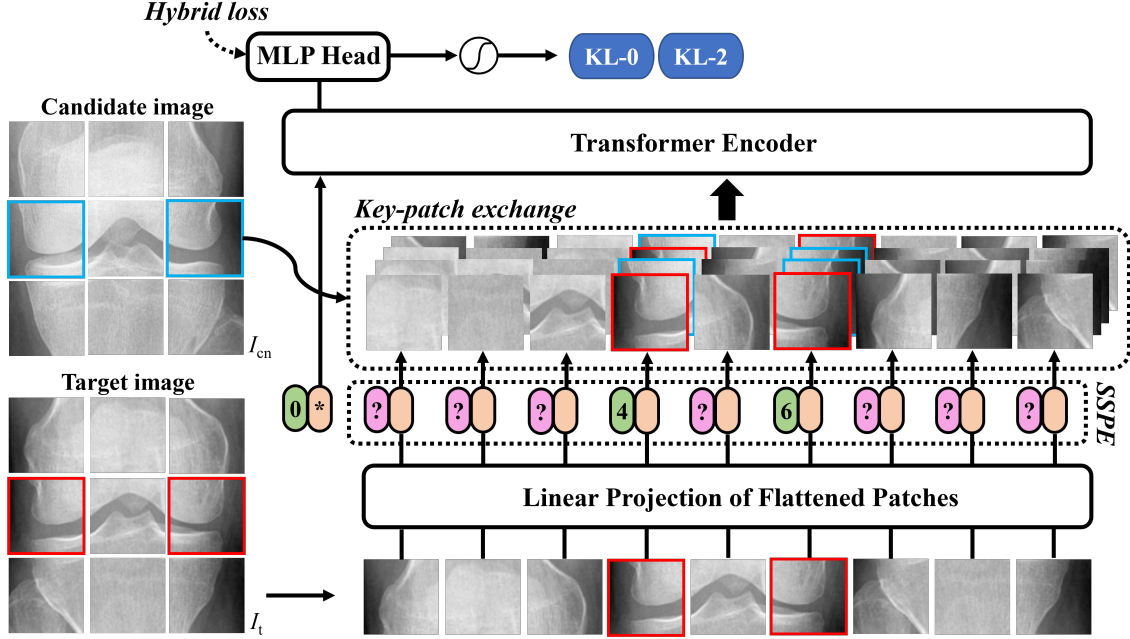 Hybrid loss
MLP Head
KL-0 KL-2
Candidate image
Transformer Encoder
Key-patch exchange
I_cn
Target image
0 * ? ? ? 4 ? 6 ? ? ?
SSPE
Linear Projection of Flattened Patches
I_t